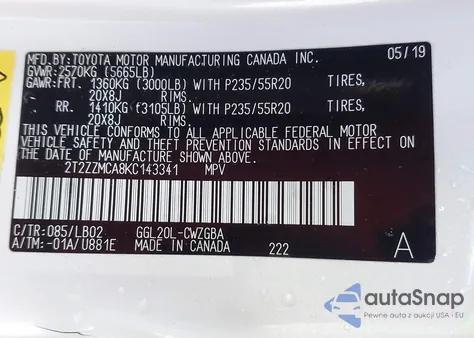 MFD.BY:TOYOTA MOTOR MANUFACTURING CANADA INC. 05/19
GVWR:2570KG (5665LB)
GAWR:FRT. 1360KG (3000LB) WITH P235/55R20 TIRES,
20X8J RIMS.
RR. 1410KG (3105LB) WITH P235/55R20 TIRES,
20X8J RIMS.
THIS VEHICLE CONFORMS TO ALL APPLICABLE FEDERAL MOTOR
VEHICLE SAFETY AND THEFT PREVENTION STANDARDS IN EFFECT ON
THE DATE OF MANUFACTURE SHOWN ABOVE.
2T2ZZMCA8KC143341 MPV
C/TR:085/LB02 GGL20L-CWZGBA
A/TM:-01A/U881E MADE IN CANADA 222 A
autoSnap
Pewne auto z USA i EU